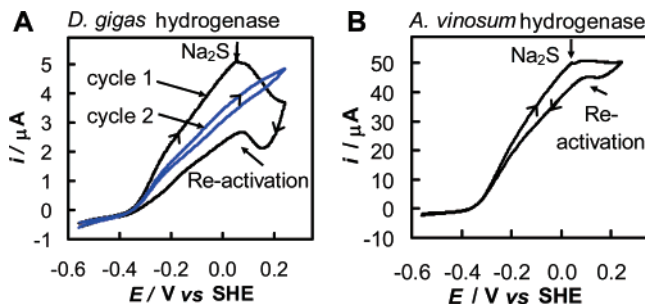 A D. gigas hydrogenase
Na₂S
cycle 1
cycle 2
Re-activation
i / μA
5
4
3
2
1
0
-1
-0.6 -0.4 -0.2 0.0 0.2
E / V vs SHE
B A. vinosum hydrogenase
Na₂S
Re-
activation
i / μA
50
40
30
20
10
0
-10
-0.6 -0.4 -0.2 0.0 0.2
E / V vs SHE